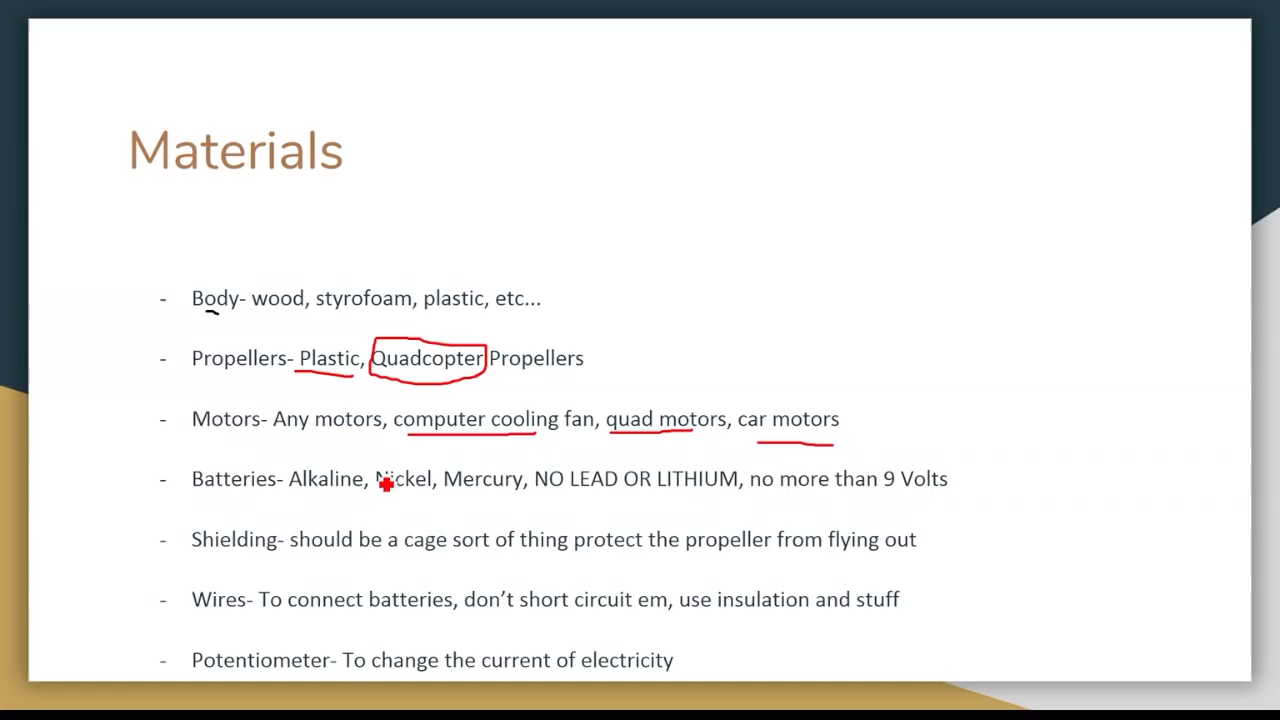 Materials
- Body- wood, styrofoam, plastic, etc...
- Propellers- Plastic, Quadcopter Propellers
- Motors- Any motors, computer cooling fan, quad motors, car motors
- Batteries- Alkaline, Nickel, Mercury, NO LEAD OR LITHIUM, no more than 9 Volts
- Shielding- should be a cage sort of thing protect the propeller from flying out
- Wires- To connect batteries, don’t short circuit em, use insulation and stuff
- Potentiometer- To change the current of electricity